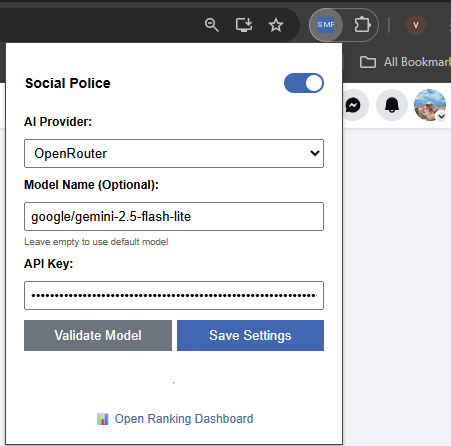 SMF
V
All Bookmar
Social Police
AI Provider:
OpenRouter
Model Name (Optional):
google/gemini-2.5-flash-lite
Leave empty to use default model
API Key:
••••••••••••••••••••••••••••••••••••••••••••••••••••••••••••••••
Validate Model
Save Settings
.
Open Ranking Dashboard